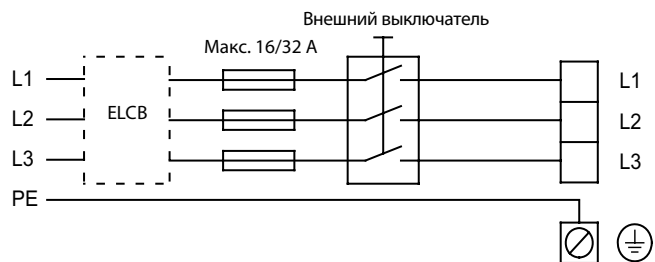 Внешний выключатель
Макс. 16/32 А
L1
L1
L2
ELCB
L2
L3
L3
PE